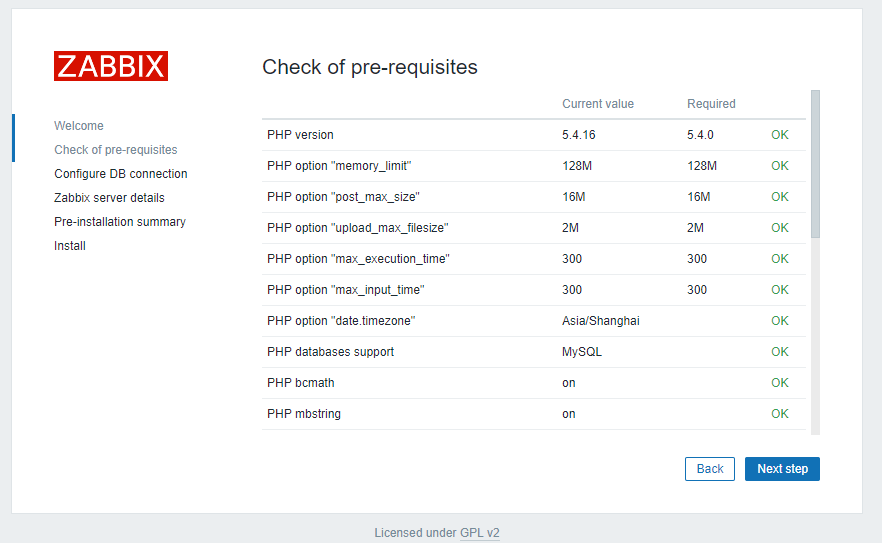 ZABBIX
Check of pre-requisites
Welcome
Check of pre-requisites
Configure DB connection
Zabbix server details
Pre-installation summary
Install
Current value Required
PHP version 5.4.16 5.4.0 OK
PHP option "memory_limit" 128M 128M OK
PHP option "post_max_size" 16M 16M OK
PHP option "upload_max_filesize" 2M 2M OK
PHP option "max_execution_time" 300 300 OK
PHP option "max_input_time" 300 300 OK
PHP option "date.timezone" Asia/Shanghai OK
PHP databases support MySQL OK
PHP bcmath on OK
PHP mbstring on OK
Back Next step
Licensed under GPL v2